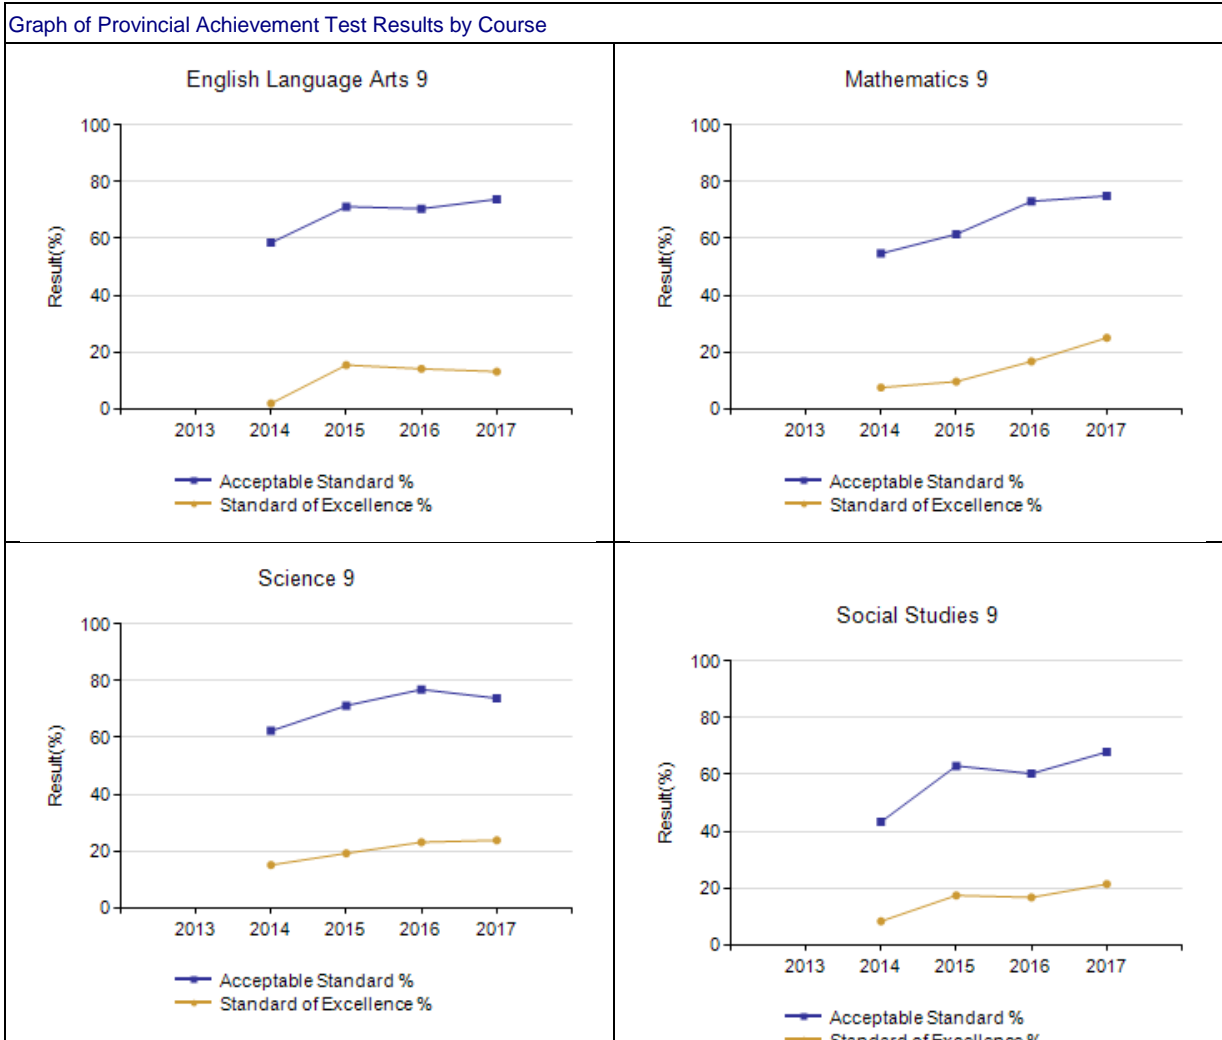 Graph of Provincial Achievement Test Results by Course
English Language Arts 9
100
80
60
40
20
0
Result(%)
2013 2014 2015 2016 2017
Acceptable Standard %
Standard of Excellence %
Mathematics 9
100
80
60
40
20
0
Result(%)
2013 2014 2015 2016 2017
Acceptable Standard %
Standard of Excellence %
Science 9
100
80
60
40
20
0
Result(%)
2013 2014 2015 2016 2017
Acceptable Standard %
Standard of Excellence %
Social Studies 9
100
80
60
40
20
0
Result(%)
2013 2014 2015 2016 2017
Acceptable Standard %
Standard of Excellence %